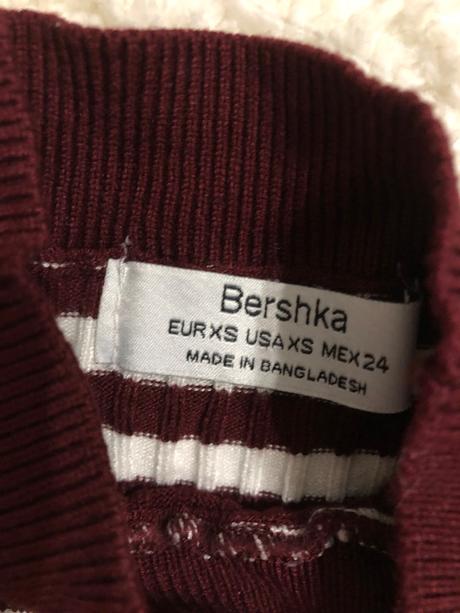 Bershka
EUR XS USA XS MEX 24
MADE IN BANGLADESH